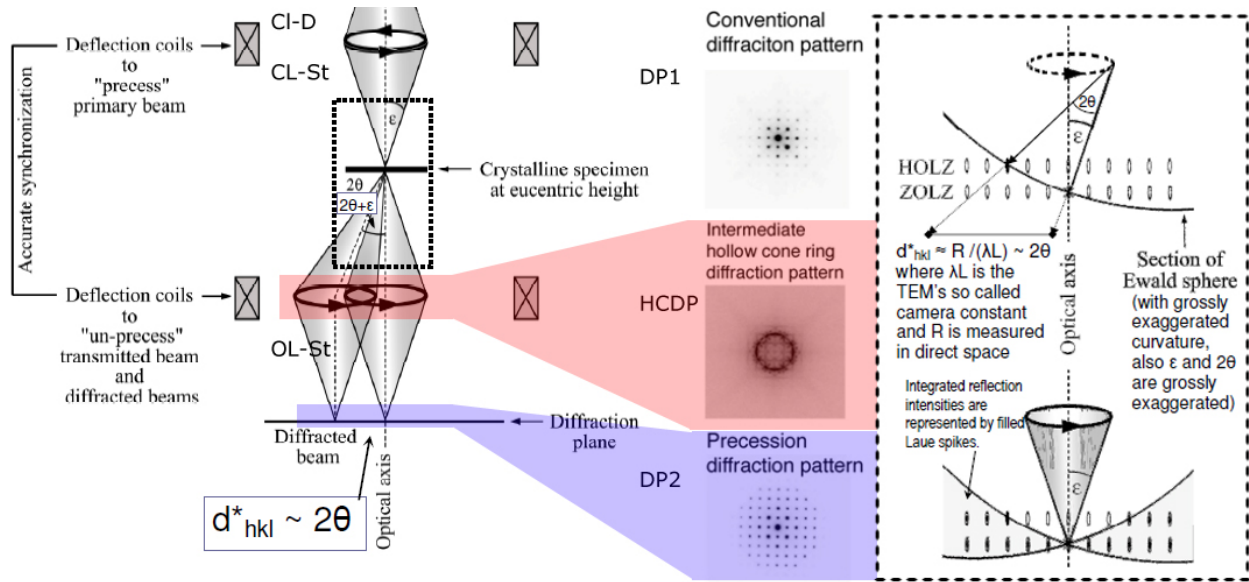 Accurate synchronization
Deflection coils
to
"precess"
primary beam
Cl-D
CL-St
ε
Crystalline specimen
at eucentric height
2θ
2θ+ε
Deflection coils
to
"un-precess"
transmitted beam
and
diffracted beams
OL-St
Diffracted
beam
Diffraction
plane
Optical axis
d*hkl ~ 2θ
Conventional
diffraciton pattern
DP1
Intermediate
hollow cone ring
diffraction pattern
HCDP
Precession
diffraction pattern
DP2
2θ
ε
HOLZ
ZOLZ
d*hkl ≈ R /(λL) ~ 2θ
where λL is the
TEM's so called
camera constant
and R is measured
in direct space
Optical axis
Section of
Ewald sphere
(with grossly
exaggerated
curvature,
also ε and 2θ
are grossly
exaggerated)
Integrated reflection
intensities are
represented by filled
Laue spikes.
ε